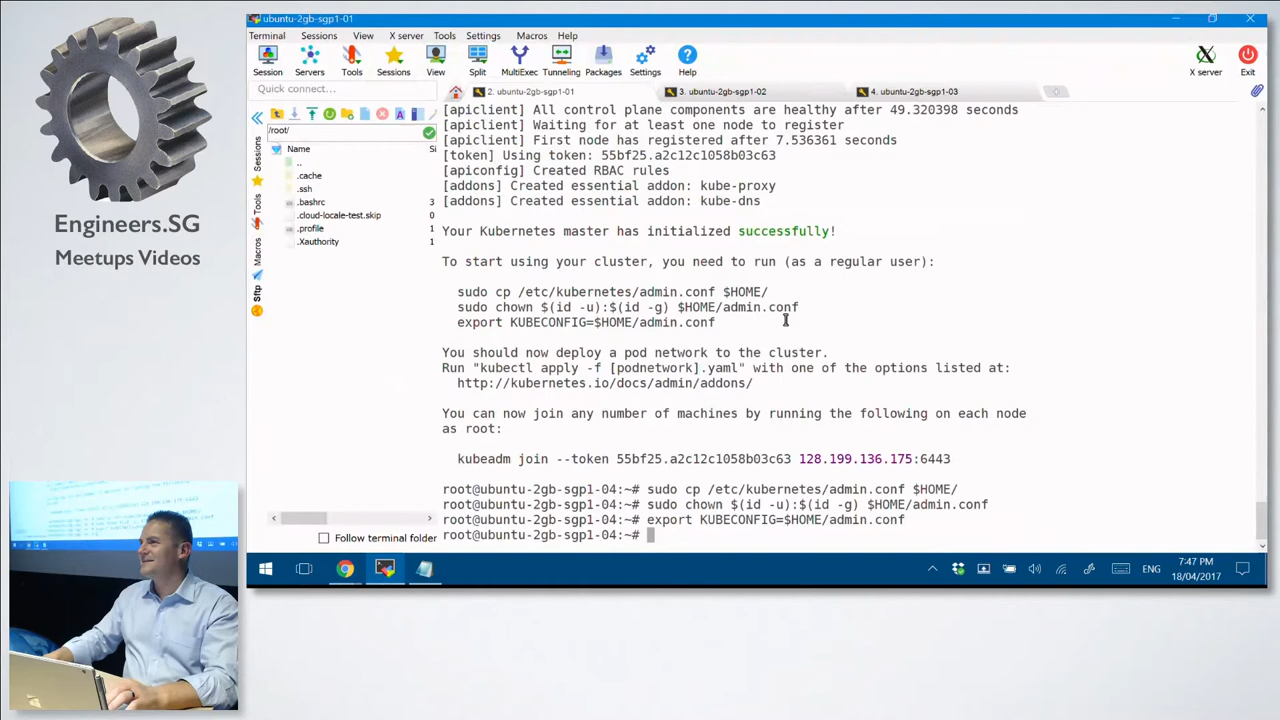 ubuntu-2gb-sgp1-01
Terminal Sessions View X server Tools Settings Macros Help
Session Servers Tools Sessions View Split MultiExec Tunneling Packages Settings Help X server Exit
Quick connect...
2. ubuntu-2gb-sgp1-01 3. ubuntu-2gb-sgp1-02 4. ubuntu-2gb-sgp1-03
/root/
Name Si
..
.cache
.ssh
.bashrc 3
.cloud-locale-test.skip 0
.profile 1
.Xauthority 1
Sessions
Tools
Macros
Sftp
Follow terminal folder
[apiclient] All control plane components are healthy after 49.320398 seconds
[apiclient] Waiting for at least one node to register
[apiclient] First node has registered after 7.536361 seconds
[token] Using token: 55bf25.a2c12c1058b03c63
[apiconfig] Created RBAC rules
[addons] Created essential addon: kube-proxy
[addons] Created essential addon: kube-dns
Your Kubernetes master has initialized successfully!
To start using your cluster, you need to run (as a regular user):
sudo cp /etc/kubernetes/admin.conf $HOME/
sudo chown $(id -u):$(id -g) $HOME/admin.conf
export KUBECONFIG=$HOME/admin.conf
You should now deploy a pod network to the cluster.
Run "kubectl apply -f [podnetwork].yaml" with one of the options listed at:
http://kubernetes.io/docs/admin/addons/
You can now join any number of machines by running the following on each node
as root:
kubeadm join --token 55bf25.a2c12c1058b03c63 128.199.136.175:6443
root@ubuntu-2gb-sgp1-04:~# sudo cp /etc/kubernetes/admin.conf $HOME/
root@ubuntu-2gb-sgp1-04:~# sudo chown $(id -u):$(id -g) $HOME/admin.conf
root@ubuntu-2gb-sgp1-04:~# export KUBECONFIG=$HOME/admin.conf
root@ubuntu-2gb-sgp1-04:~#
ENG
7:47 PM
18/04/2017
Engineers.SG
Meetups Videos